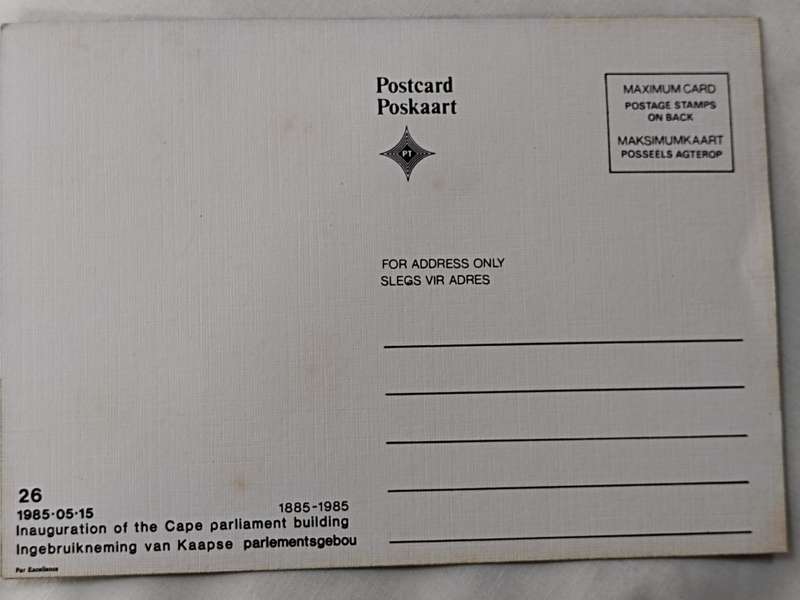 Postcard
Poskaart
PT
MAXIMUM CARD
POSTAGE STAMPS
ON BACK
MAKSIMUMKAART
POSSEELS AGTEROP
FOR ADDRESS ONLY
SLEGS VIR ADRES
26
1985·05·15 1885-1985
Inauguration of the Cape parliament building
Ingebruikneming van Kaapse parlementsgebou
Per Excellence